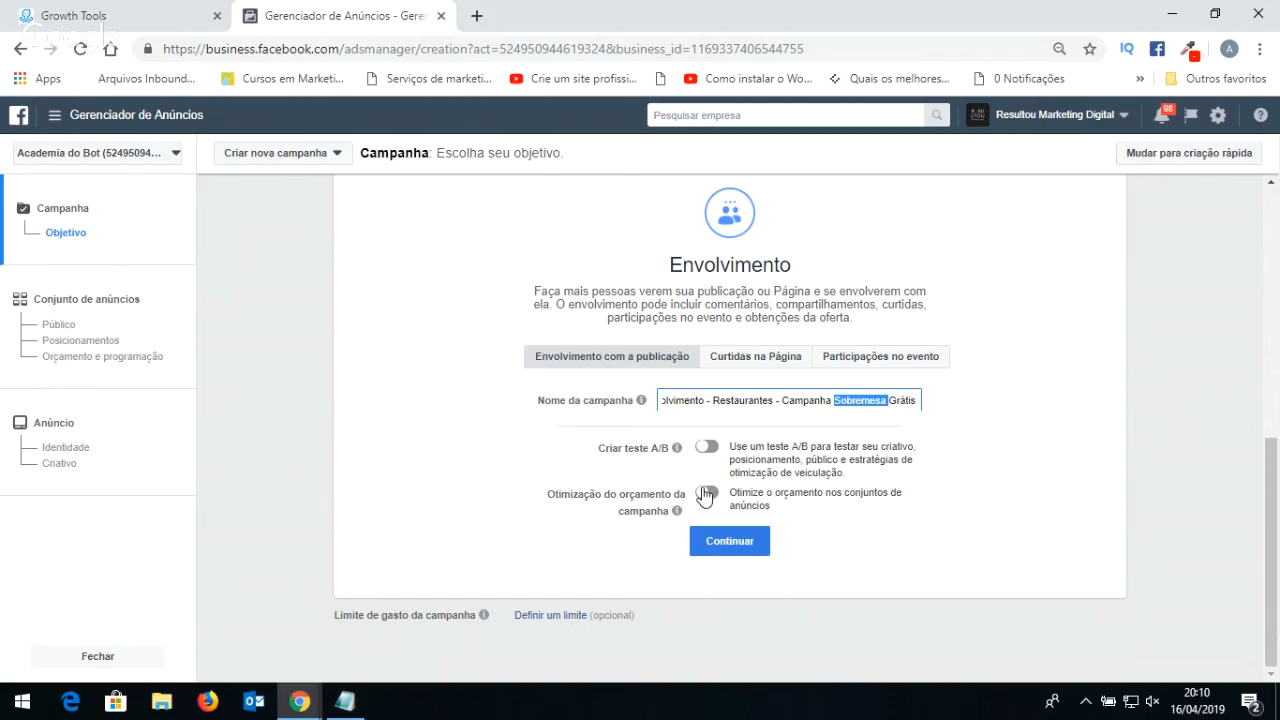 Growth Tools
Gerenciador de Anúncios - Geren
https://business.facebook.com/adsmanager/creation?act=524950944619324&business_id=1169337406544755
IQ
A
Apps
Arquivos Inbound...
Cursos em Marketi...
Serviços de marketi...
Crie um site profissi...
Como instalar o Wo...
Quais os melhores...
0 Notificações
»
Outros favoritos
Gerenciador de Anúncios
Pesquisar empresa
Resultou Marketing Digital
98
Academia do Bot (52495094...
Criar nova campanha
Campanha: Escolha seu objetivo.
Mudar para criação rápida
Campanha
Objetivo
Conjunto de anúncios
Público
Posicionamentos
Orçamento e programação
Anúncio
Identidade
Criativo
Fechar
Envolvimento
Faça mais pessoas verem sua publicação ou Página e se envolverem com
ela. O envolvimento pode incluir comentários, compartilhamentos, curtidas,
participações no evento e obtenções da oferta.
Envolvimento com a publicação
Curtidas na Página
Participações no evento
Nome da campanha
olvimento - Restaurantes - Campanha Sobremesa Grátis
Criar teste A/B
Use um teste A/B para testar seu criativo,
posicionamento, público e estratégias de
otimização de veiculação.
Otimização do orçamento da
campanha
Otimize o orçamento nos conjuntos de
anúncios
Continuar
Limite de gasto da campanha
Definir um limite (opcional)
20:10
16/04/2019
2